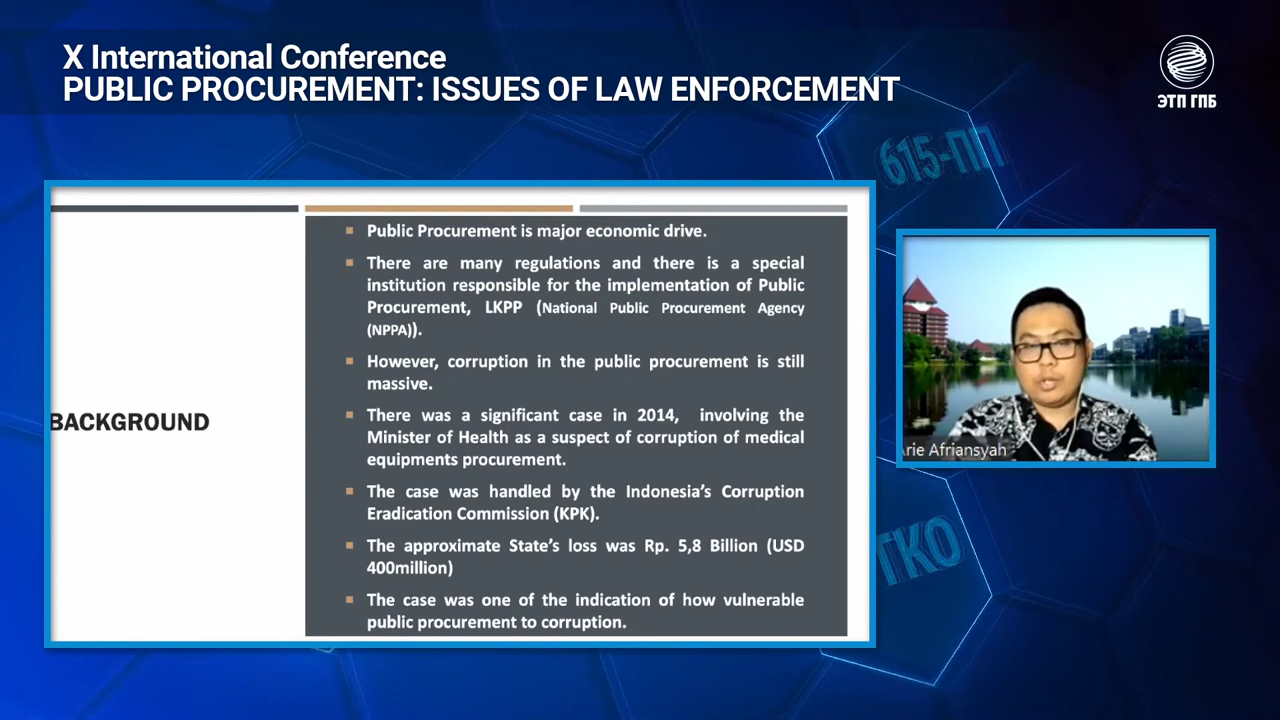 X International Conference
PUBLIC PROCUREMENT: ISSUES OF LAW ENFORCEMENT
ЭТП ГПБ
615-ПП
BACKGROUND
Public Procurement is major economic drive.
There are many regulations and there is a special
institution responsible for the implementation of Public
Procurement, LKPP (National Public Procurement Agency
(NPPA)).
However, corruption in the public procurement is still
massive.
There was a significant case in 2014, involving the
Minister of Health as a suspect of corruption of medical
equipments procurement.
The case was handled by the Indonesia's Corruption
Eradication Commission (KPK).
The approximate State's loss was Rp. 5,8 Billion (USD
400million)
The case was one of the indication of how vulnerable
public procurement to corruption.
rie Afriansyah
ТКО